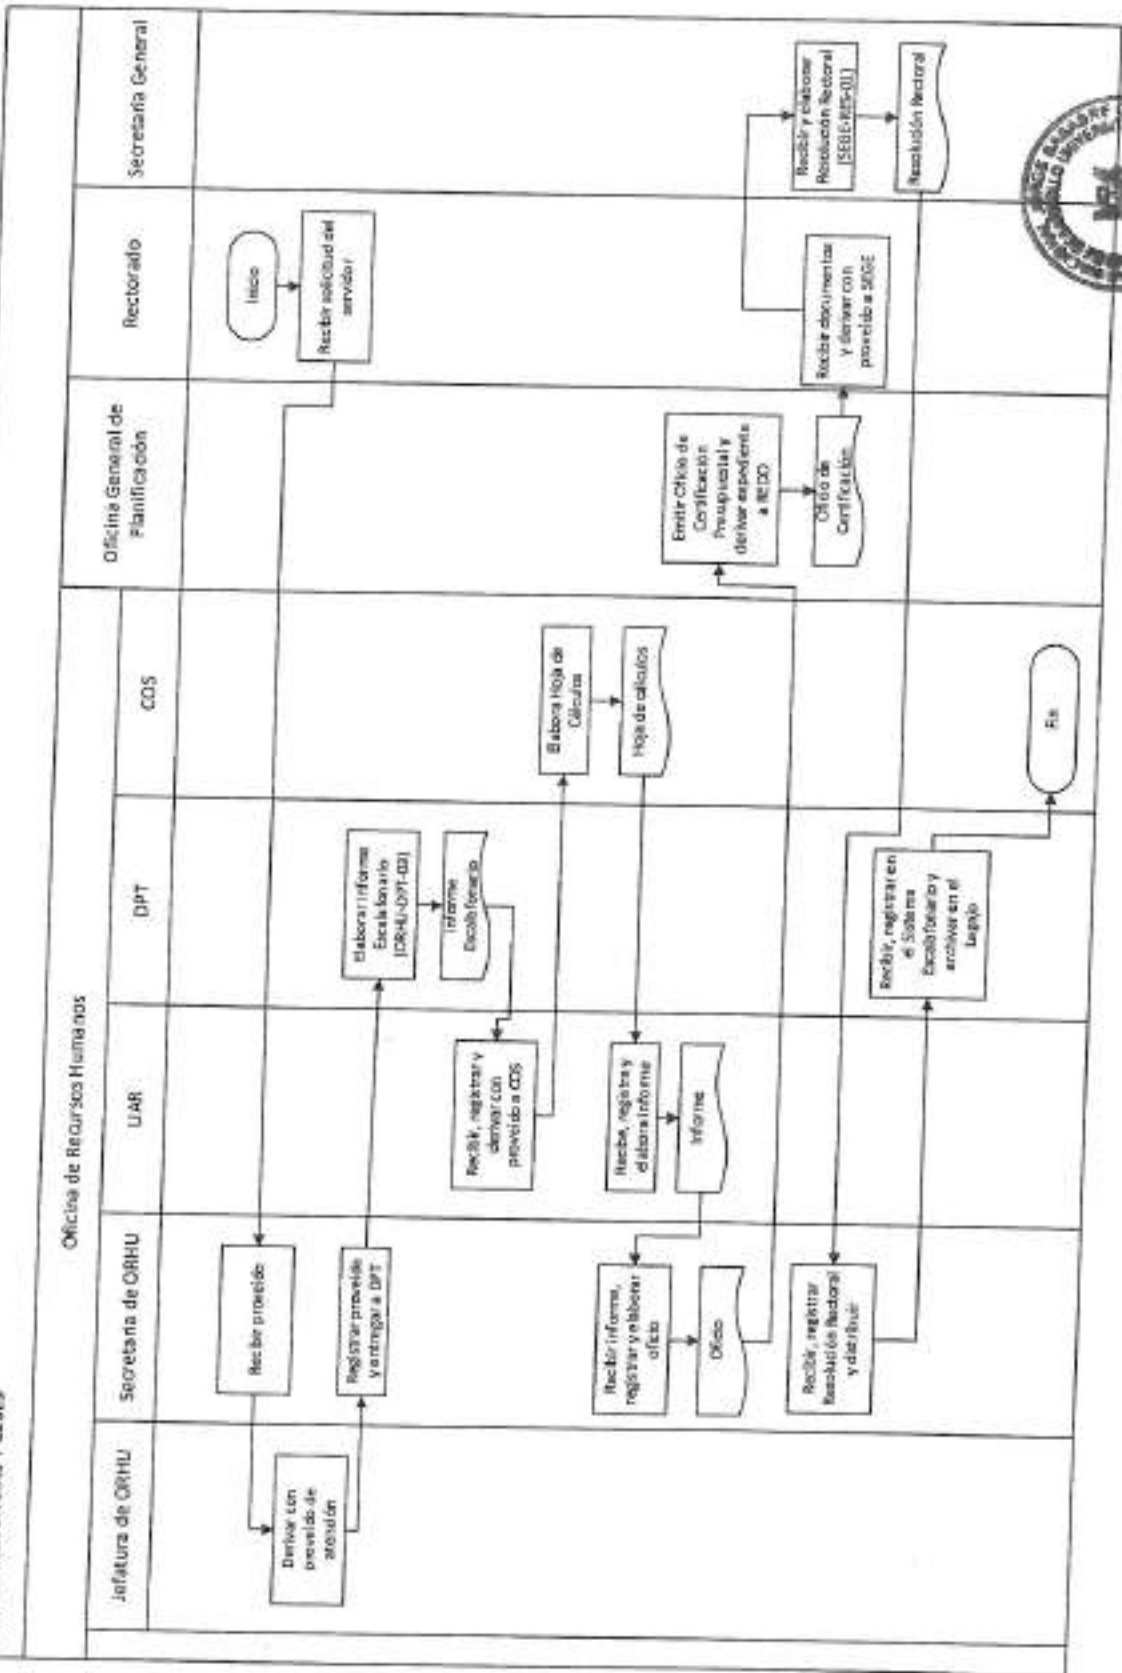 Oficina de Recursos Humanos
Jefatura de ORHU
Secretaria de ORHU
UAR
DPT
COS
Oficina General de
Planificación
Rectorado
Secretaría General
Inicio
Recibir solicitud del
servidor
Recibir proveído
Derivar con
proveído de
atención
Registrar proveído
y entregar a DPT
Elaborar Informe
Escalafonario
[ORHU-DPT-03]
Informe
Escalafonario
Recibir, registrar y
derivar con
proveído a COS
Elabora Hoja de
Cálculos
Hoja de cálculos
Recibe, registra y
elabora informe
Informe
Recibir informe,
registrar y elaborar
oficio
Oficio
Emitir Oficio de
Certificación
Presupuestal y
derivar expediente
a REDO
Oficio de
Certificación
Recibir documentos
y derivar con
proveído a SEGE
Recibir y elaborar
Resolución Rectoral
[SEGE-RES-01]
Resolución Rectoral
Recibir, registrar
Resolución Rectoral
y distribuir
Recibir, registrar en
el Sistema
Escalafonario y
archivar en el
Legajo
Fin